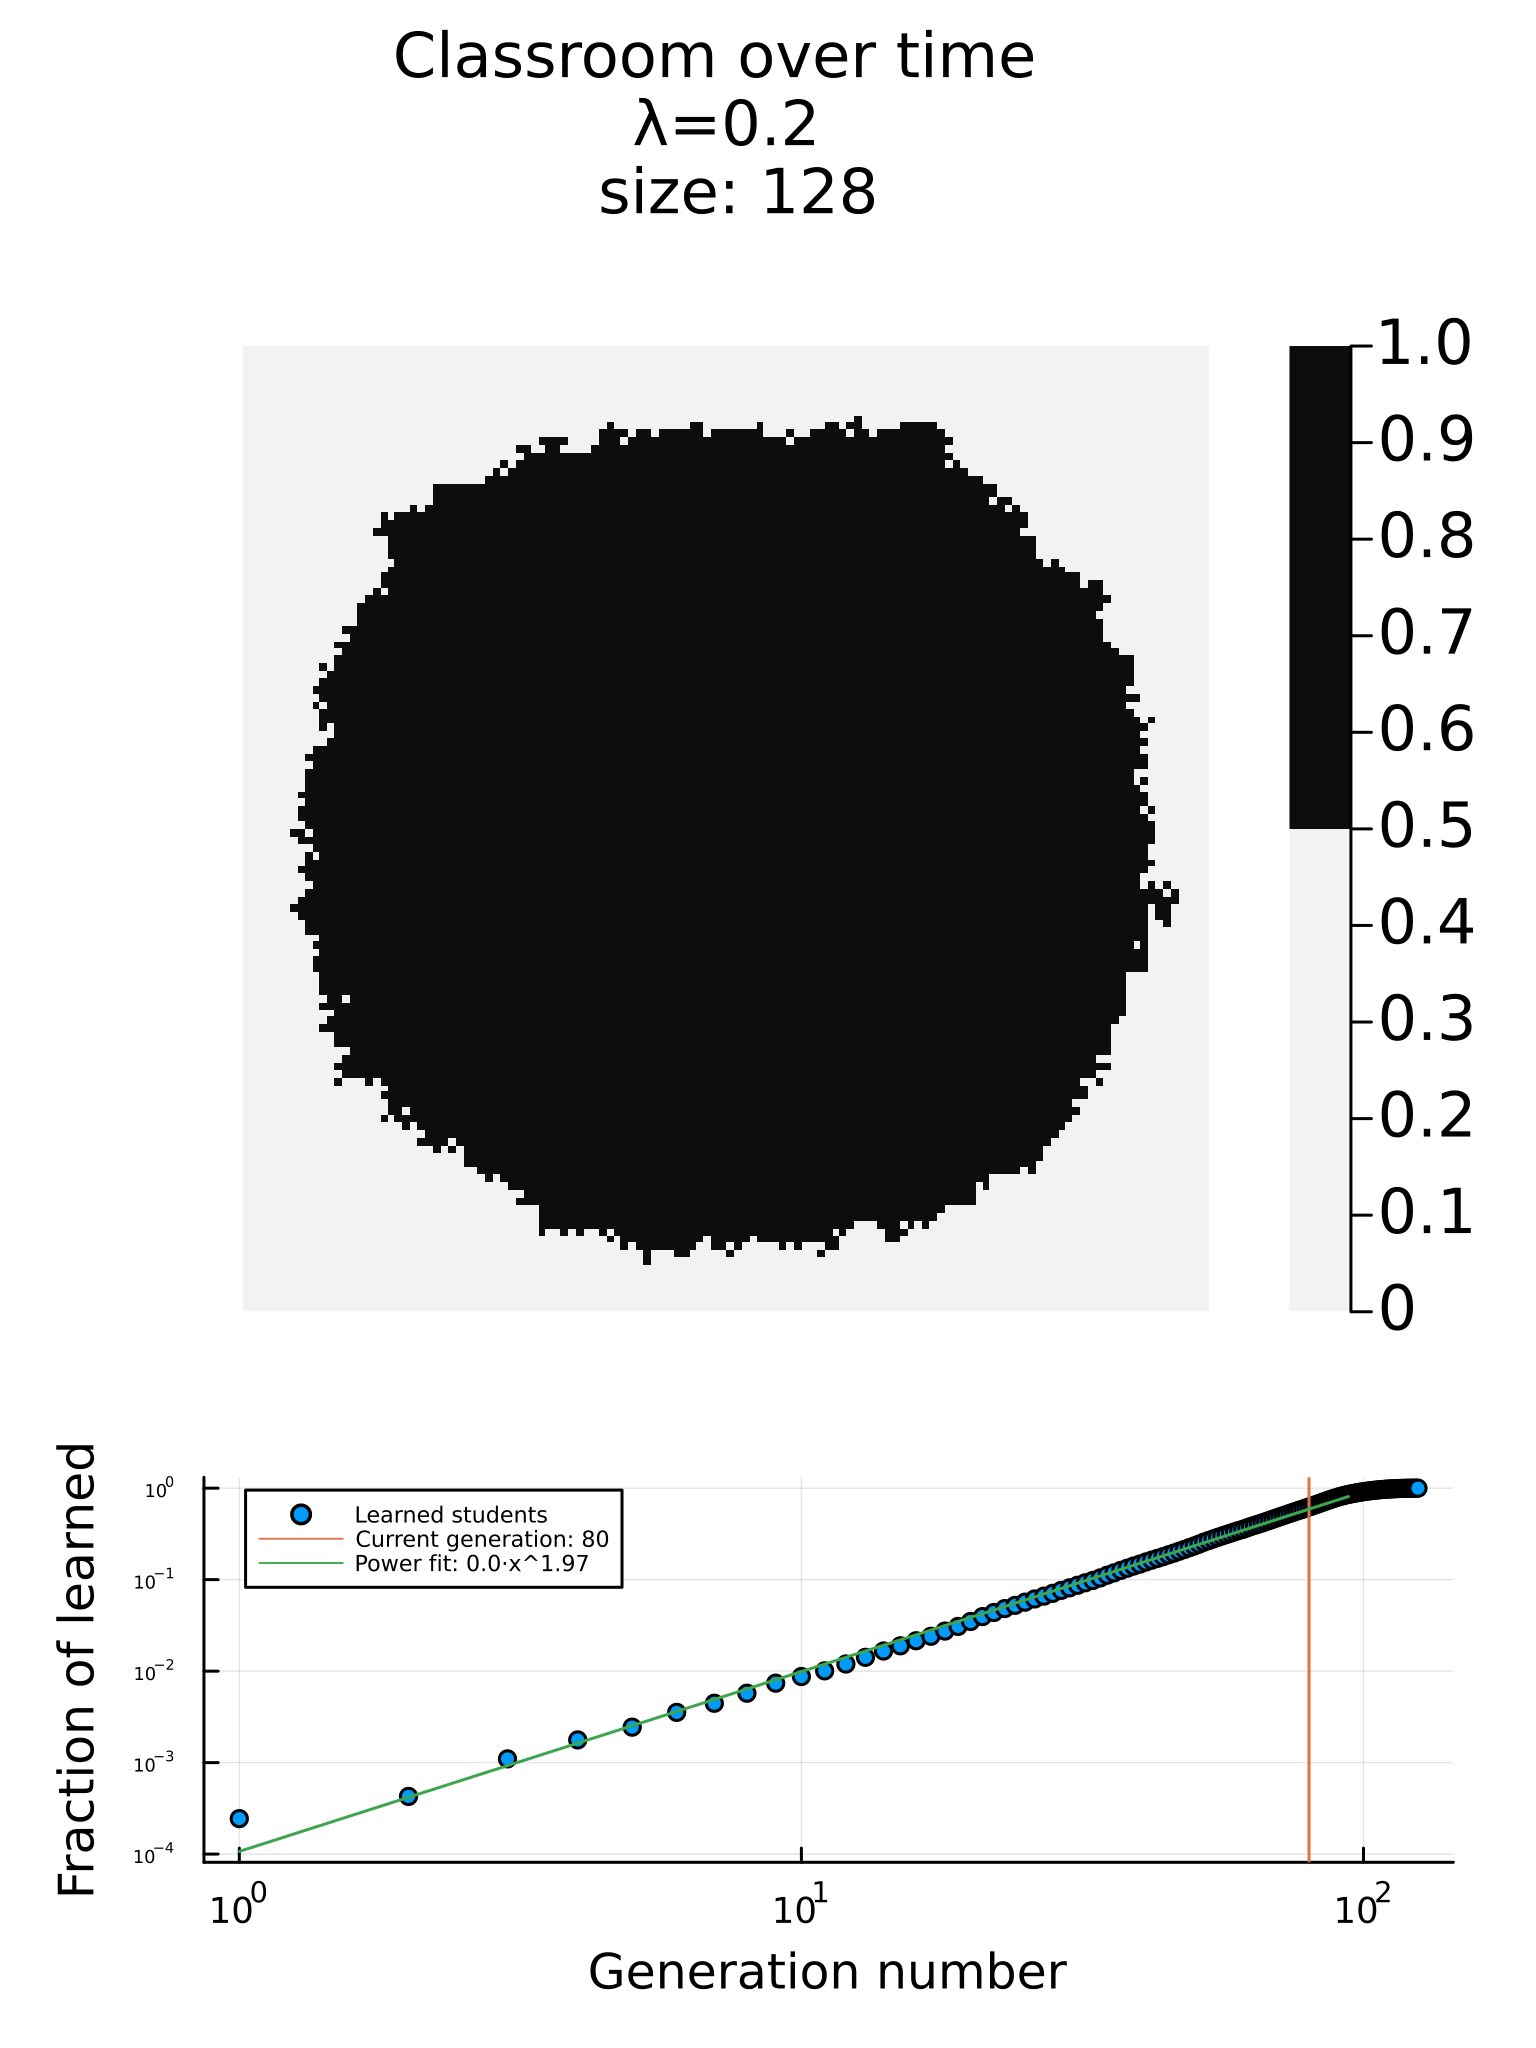 Classroom over time
λ=0.2
size: 128
1.0
0.9
0.8
0.7
0.6
0.5
0.4
0.3
0.2
0.1
0
Fraction of learned
10^0
10^-1
10^-2
10^-3
10^-4
Learned students
Current generation: 80
Power fit: 0.0·x^1.97
10^0 10^1 10^2
Generation number